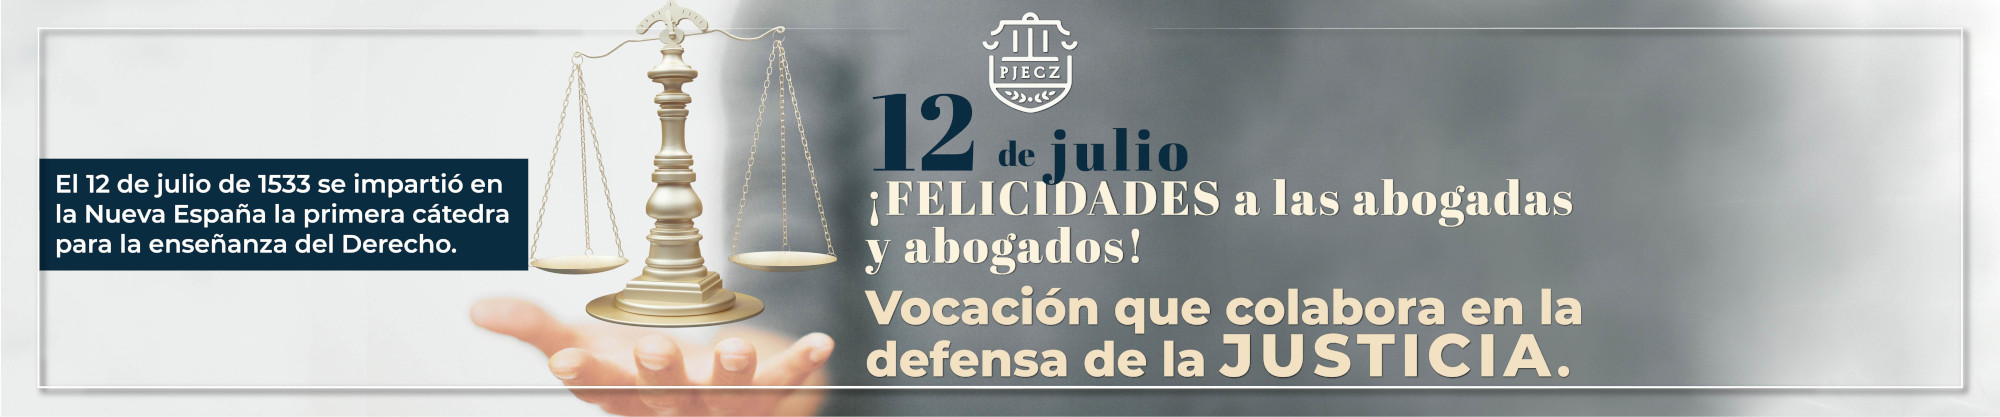 El 12 de julio de 1533 se impartió en
la Nueva España la primera cátedra
para la enseñanza del Derecho.
PJECZ
12 de julio
¡FELICIDADES a las abogadas
y abogados!
Vocación que colabora en la
defensa de la JUSTICIA.